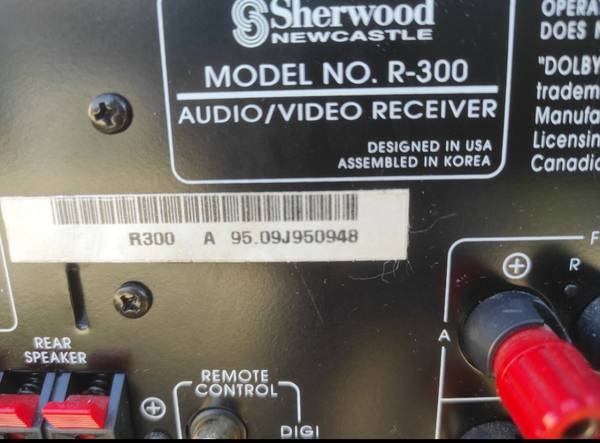 Sherwood
NEWCASTLE
MODEL NO. R-300
AUDIO/VIDEO RECEIVER
DESIGNED IN USA
ASSEMBLED IN KOREA
OPERA
DOES
"DOLBY
tradem
Manufa
Licensin
Canadia
R300 A 95.09J950948
F
R
A
REAR
SPEAKER
REMOTE
CONTROL
DIGI